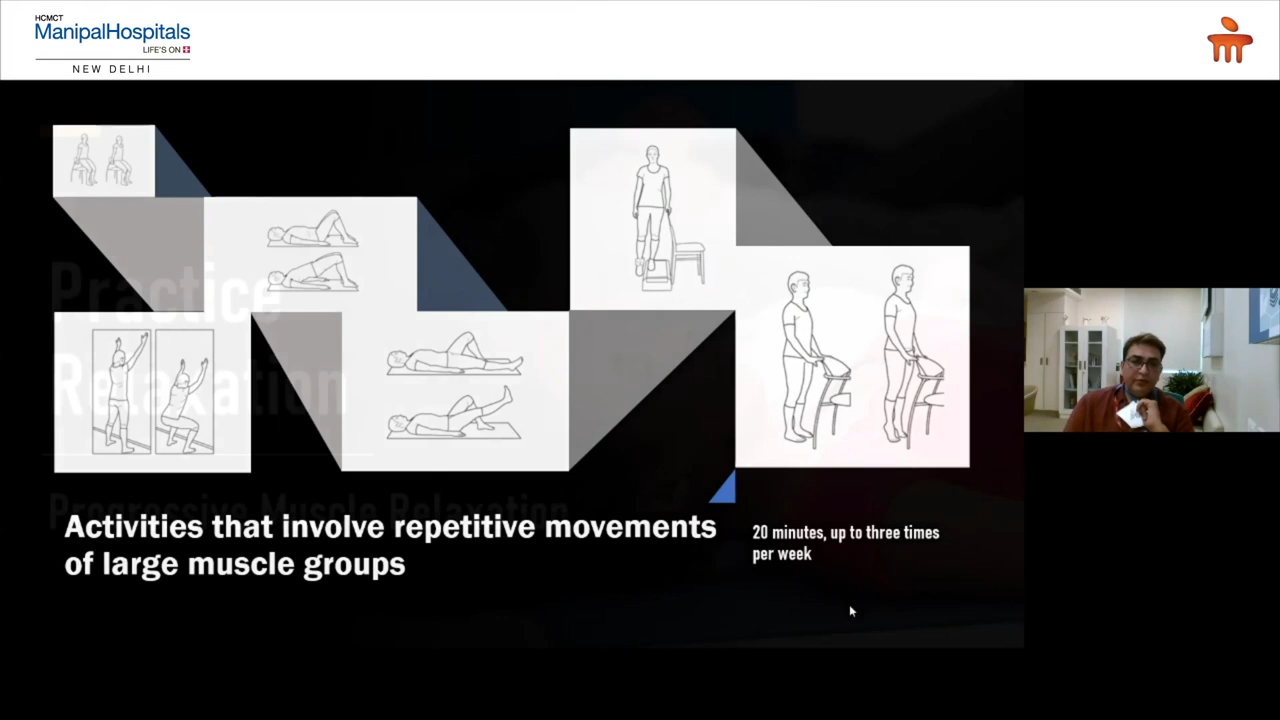 HCMCT
ManipalHospitals
LIFE'S ON
NEW DELHI
Practice
Relaxation
Progressive Muscle Relaxation
Activities that involve repetitive movements
of large muscle groups
20 minutes, up to three times
per week